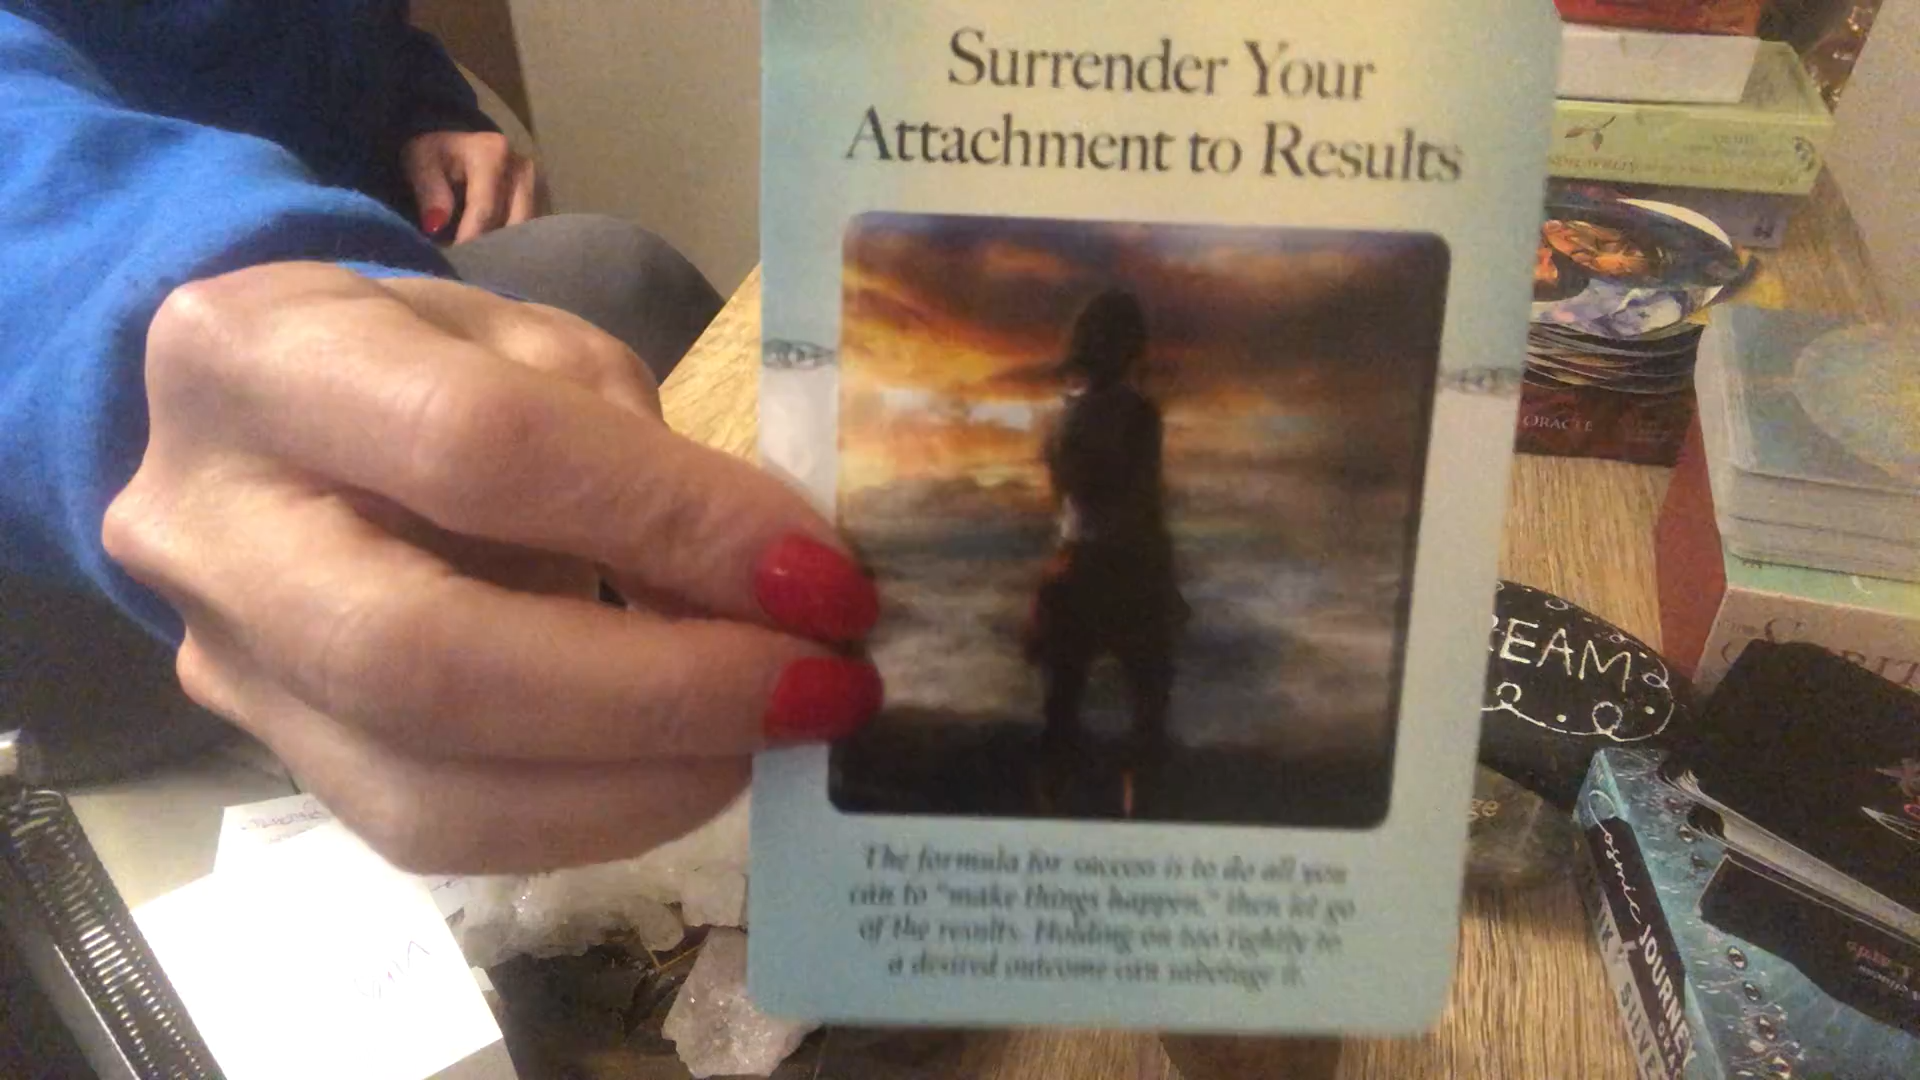 Surrender Your
Attachment to Results
The formula for success is to do all you
can to "make things happen," then let go
of the results. Holding on too tightly to
a desired outcome can sabotage it.
ORACLE
REAM
Cosmic JOURNEY